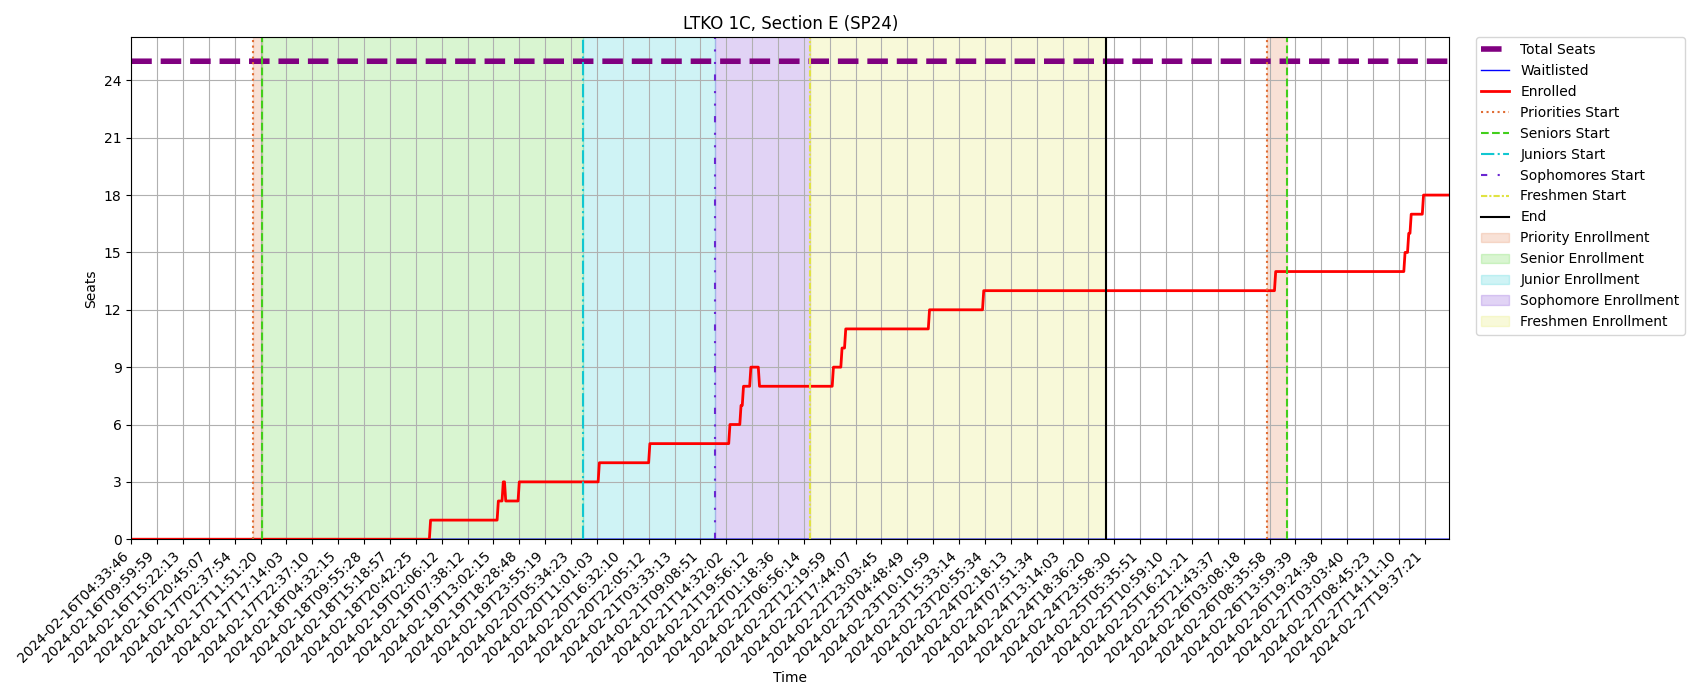 LTKO 1C, Section E (SP24)
Total Seats
Waitlisted
Enrolled
Priorities Start
Seniors Start
Juniors Start
Sophomores Start
Freshmen Start
End
Priority Enrollment
Senior Enrollment
Junior Enrollment
Sophomore Enrollment
Freshmen Enrollment
Seats
24
21
18
15
12
9
6
3
0
2024-02-16T04:33:46
2024-02-16T09:59:59
2024-02-16T15:22:13
2024-02-16T20:45:07
2024-02-17T02:37:54
2024-02-17T11:51:20
2024-02-17T17:14:03
2024-02-17T22:37:10
2024-02-18T04:32:15
2024-02-18T09:55:28
2024-02-18T15:18:57
2024-02-18T20:42:25
2024-02-19T02:06:12
2024-02-19T07:38:12
2024-02-19T13:02:15
2024-02-19T18:28:48
2024-02-19T23:55:19
2024-02-20T05:34:23
2024-02-20T11:01:03
2024-02-20T16:32:10
2024-02-20T22:05:12
2024-02-21T03:33:13
2024-02-21T09:08:51
2024-02-21T14:32:02
2024-02-21T19:56:12
2024-02-22T01:18:36
2024-02-22T06:56:14
2024-02-22T12:19:59
2024-02-22T17:44:07
2024-02-22T23:03:45
2024-02-23T04:48:49
2024-02-23T10:10:59
2024-02-23T15:33:14
2024-02-23T20:55:34
2024-02-24T02:18:13
2024-02-24T07:51:34
2024-02-24T13:14:03
2024-02-24T18:36:20
2024-02-24T23:58:30
2024-02-25T05:35:51
2024-02-25T10:59:10
2024-02-25T16:21:21
2024-02-25T21:43:37
2024-02-26T03:08:18
2024-02-26T08:35:58
2024-02-26T13:59:39
2024-02-26T19:24:38
2024-02-27T03:03:40
2024-02-27T08:45:23
2024-02-27T14:11:10
2024-02-27T19:37:21
Time